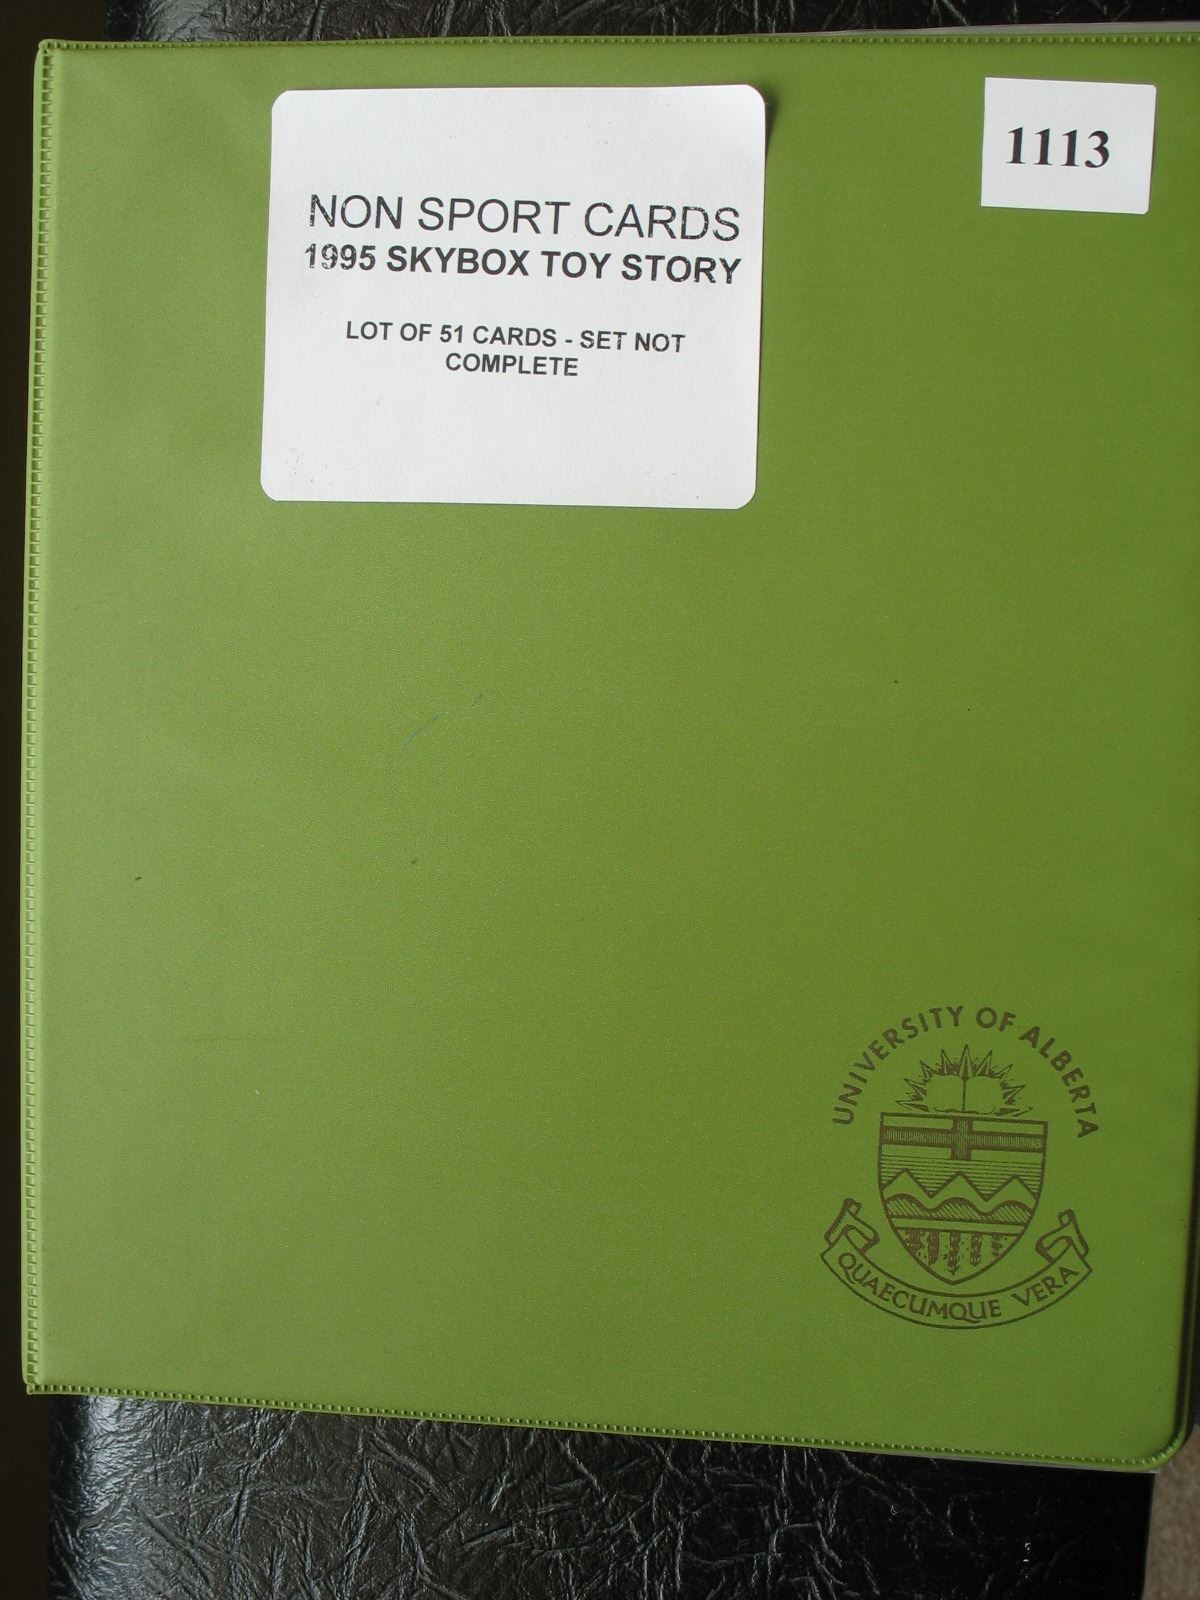 NON SPORT CARDS
1995 SKYBOX TOY STORY
LOT OF 51 CARDS - SET NOT
COMPLETE
1113
UNIVERSITY OF ALBERTA
QUAECUMQUE VERA